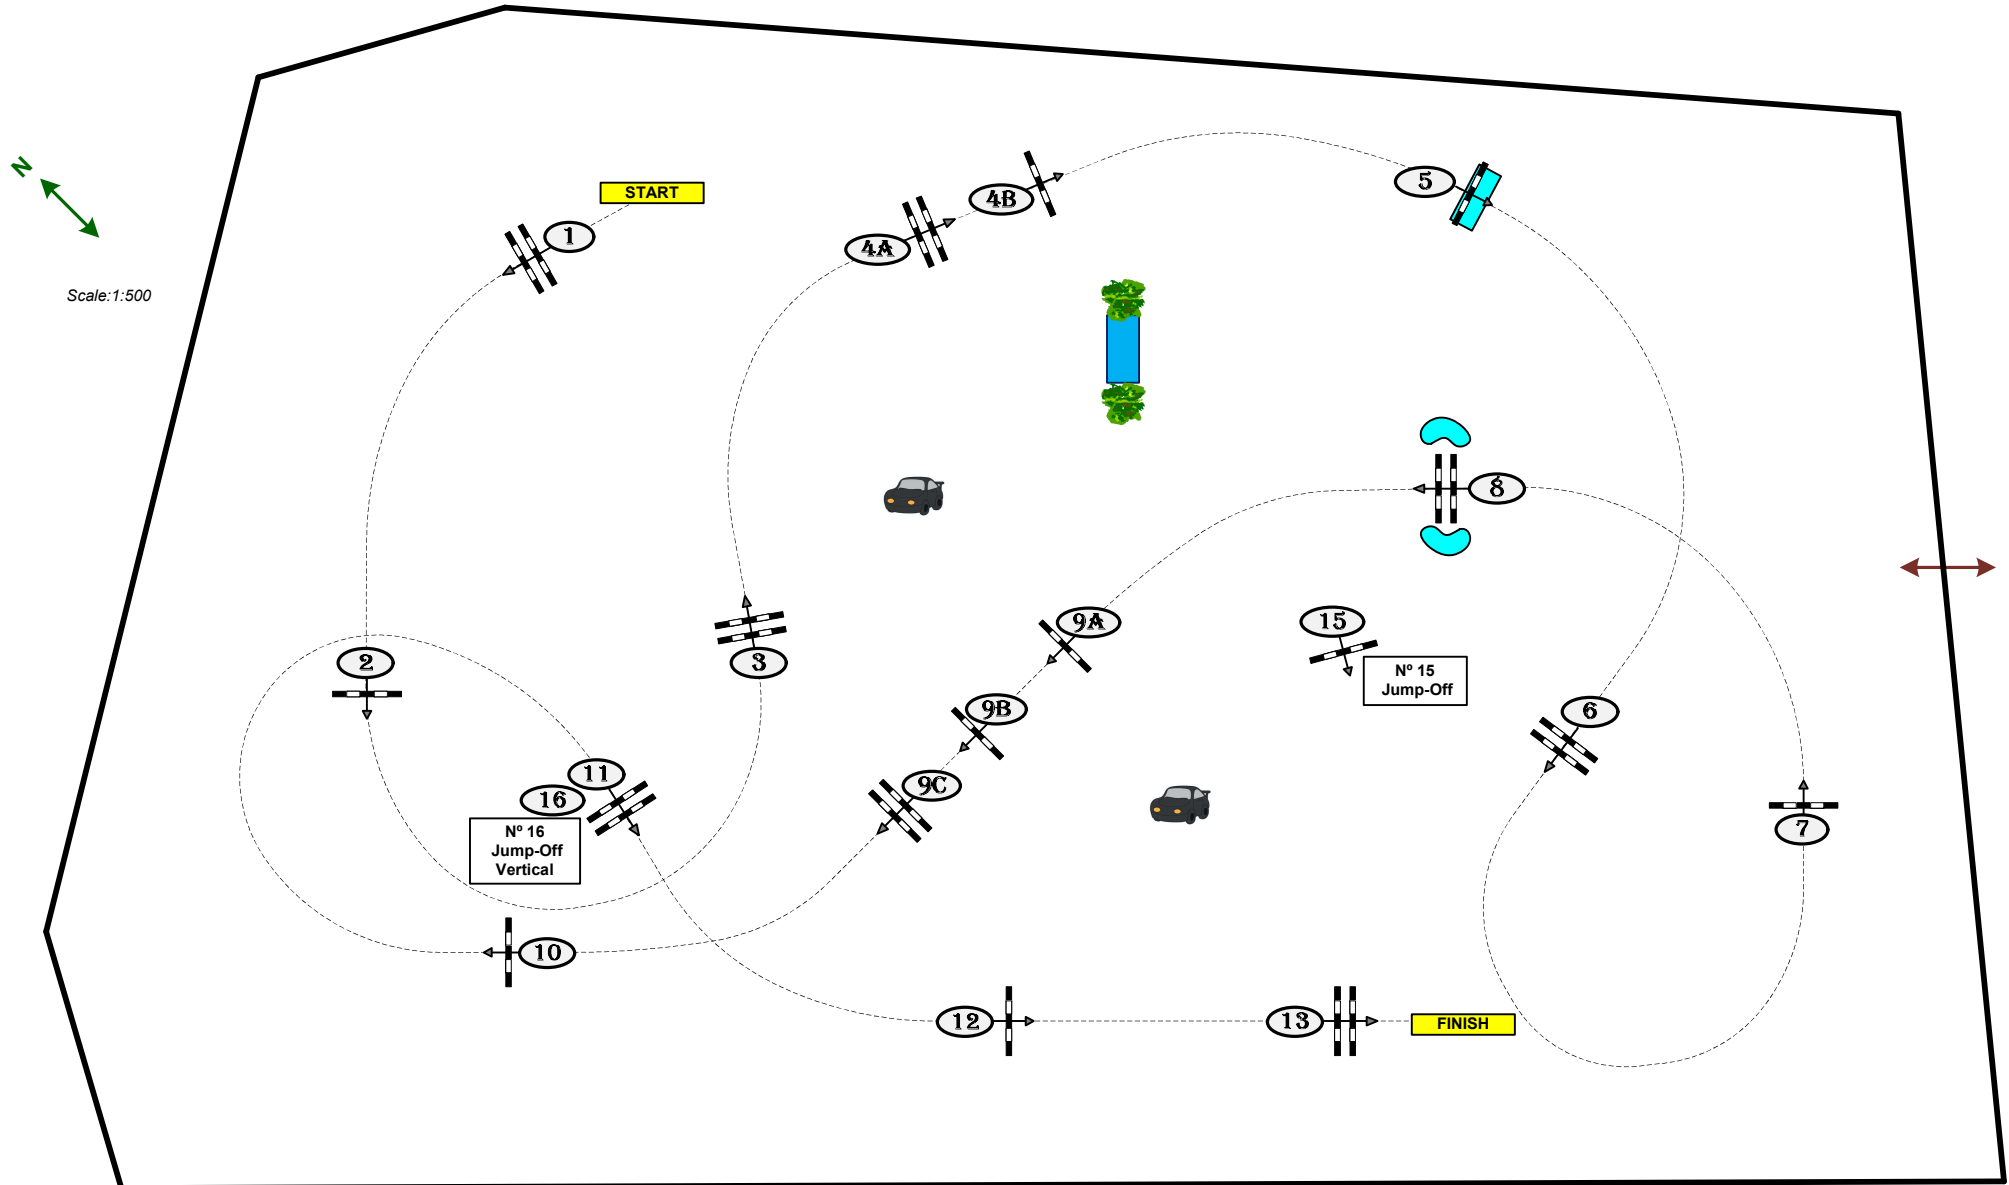 N
START
1
4B
5
4A
Scale:1:500
8
9A
15
2
3
Nº 15
Jump-Off
9B
6
11
9C
16
7
Nº 16
Jump-Off
Vertical
10
12
13
FINISH